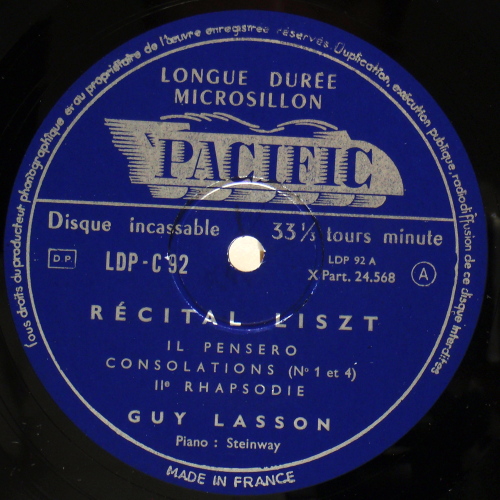 Tous droits du producteur phonographique et du propriétaire de l'œuvre enregistrée réservés. Duplication, exécution publique, radiodiffusion de ce disque interdites
LONGUE DURÉE
MICROSILLON
PACIFIC
Disque incassable 33 1/3 tours minute
DP LDP-C 92 LDP 92 A
X Part. 24.568 A
RÉCITAL LISZT
IL PENSERO
CONSOLATIONS (Nº 1 et 4)
IIe RHAPSODIE
GUY LASSON
Piano : Steinway
MADE IN FRANCE